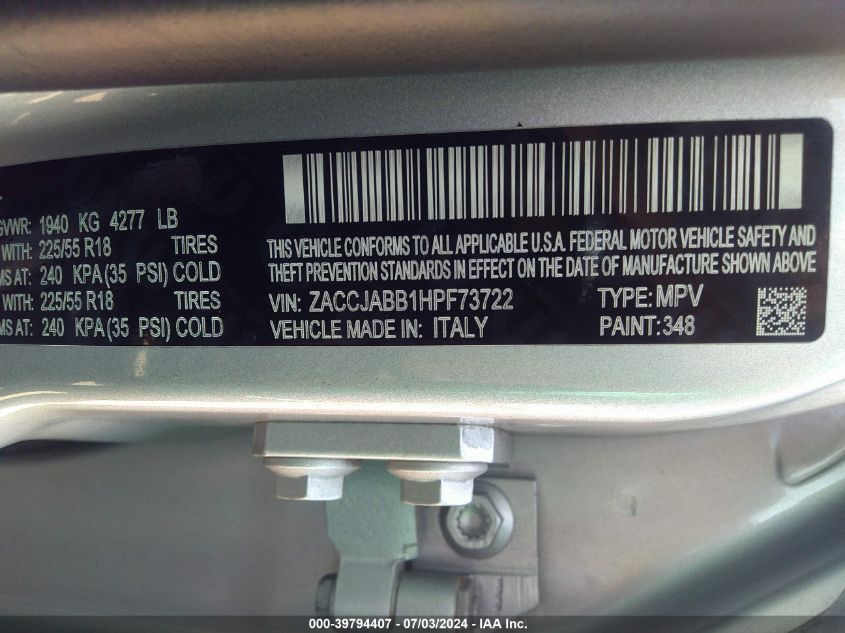 GVWR: 1940 KG 4277 LB
WITH: 225/55 R18 TIRES
MS AT: 240 KPA(35 PSI) COLD
WITH: 225/55 R18 TIRES
MS AT: 240 KPA(35 PSI) COLD
THIS VEHICLE CONFORMS TO ALL APPLICABLE U.S.A. FEDERAL MOTOR VEHICLE SAFETY AND
THEFT PREVENTION STANDARDS IN EFFECT ON THE DATE OF MANUFACTURE SHOWN ABOVE
VIN: ZACCJABB1HPF73722 TYPE: MPV
VEHICLE MADE IN: ITALY PAINT: 348
000-39794407 - 07/03/2024 - IAA Inc.